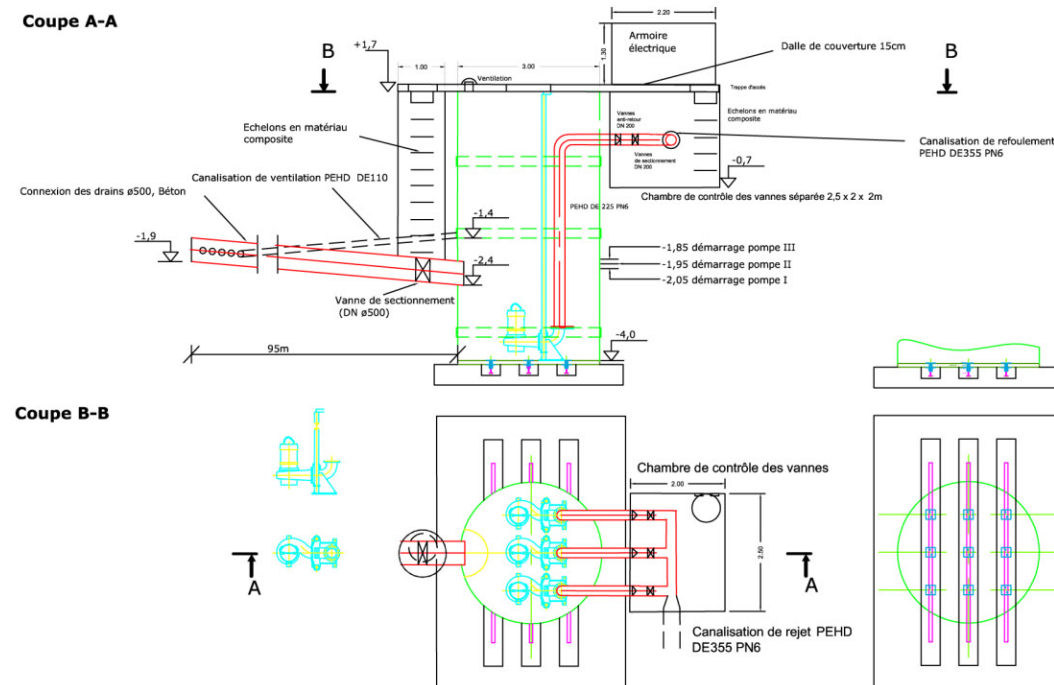 Coupe A-A
B
+1,7
1.00
Ventilation
3.00
1.30
2.20
Armoire
électrique
Dalle de couverture 15cm
B
Trappe d'accès
Echelons en matériau
composite
Vannes
anti-retour
DN 200
Vannes
de sectionnement
DN 200
Echelons en matériau
composite
Canalisation de refoulement
PEHD DE355 PN6
-0,7
Chambre de contrôle des vannes séparée 2,5 x 2 x 2m
Canalisation de ventilation PEHD DE110
Connexion des drains ø500, Béton
PEHD DE 225 PN6
-1,9
-1,4
-2,4
-1,85 démarrage pompe III
-1,95 démarrage pompe II
-2,05 démarrage pompe I
Vanne de sectionnement
(DN ø500)
95m
-4,0
Coupe B-B
Chambre de contrôle des vannes
2.00
2.50
A
A
Canalisation de rejet PEHD
DE355 PN6